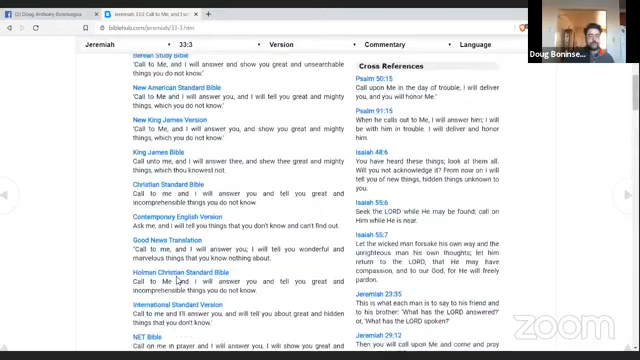 Doug Anthony Boninsegna
Jeremiah 33:3 Call to Me, and I w
biblehub.com/jeremiah/33-3.htm
Jeremiah 33:3 Version Commentary Language
Berean Study Bible
'Call to Me, and I will answer and show you great and unsearchable
things you do not know.'
New American Standard Bible
'Call to Me and I will answer you, and I will tell you great and mighty
things, which you do not know.'
New King James Version
'Call to Me, and I will answer you, and show you great and mighty
things, which you do not know.'
King James Bible
Call unto me, and I will answer thee, and shew thee great and mighty
things, which thou knowest not.
Christian Standard Bible
Call to me and I will answer you and tell you great and
incomprehensible things you do not know.
Contemporary English Version
Ask me, and I will tell you things that you don't know and can't find out.
Good News Translation
"Call to me, and I will answer you; I will tell you wonderful and
marvelous things that you know nothing about.
Holman Christian Standard Bible
Call to Me and I will answer you and tell you great and
incomprehensible things you do not know.
International Standard Version
Call to me and I'll answer you, and will tell you about great and hidden
things that you don't know.'
NET Bible
'Call on me in prayer and I will answer you. I will show you great and
Cross References
Psalm 50:15
Call upon Me in the day of trouble; I will deliver
you, and you will honor Me."
Psalm 91:15
When he calls out to Me, I will answer him; I will
be with him in trouble. I will deliver and honor
him.
Isaiah 48:6
You have heard these things; look at them all.
Will you not acknowledge it? From now on I will
tell you of new things, hidden things unknown to
you.
Isaiah 55:6
Seek the LORD while He may be found; call on
Him while He is near.
Isaiah 55:7
Let the wicked man forsake his own way and the
unrighteous man his own thoughts; let him
return to the LORD, that He may have
compassion, and to our God, for He will freely
pardon.
Jeremiah 23:35
This is what each man is to say to his friend and
to his brother: 'What has the LORD answered?'
or, 'What has the LORD spoken?'
Jeremiah 29:12
Then you will call upon Me and come and pray
Doug Boninse...
zoom